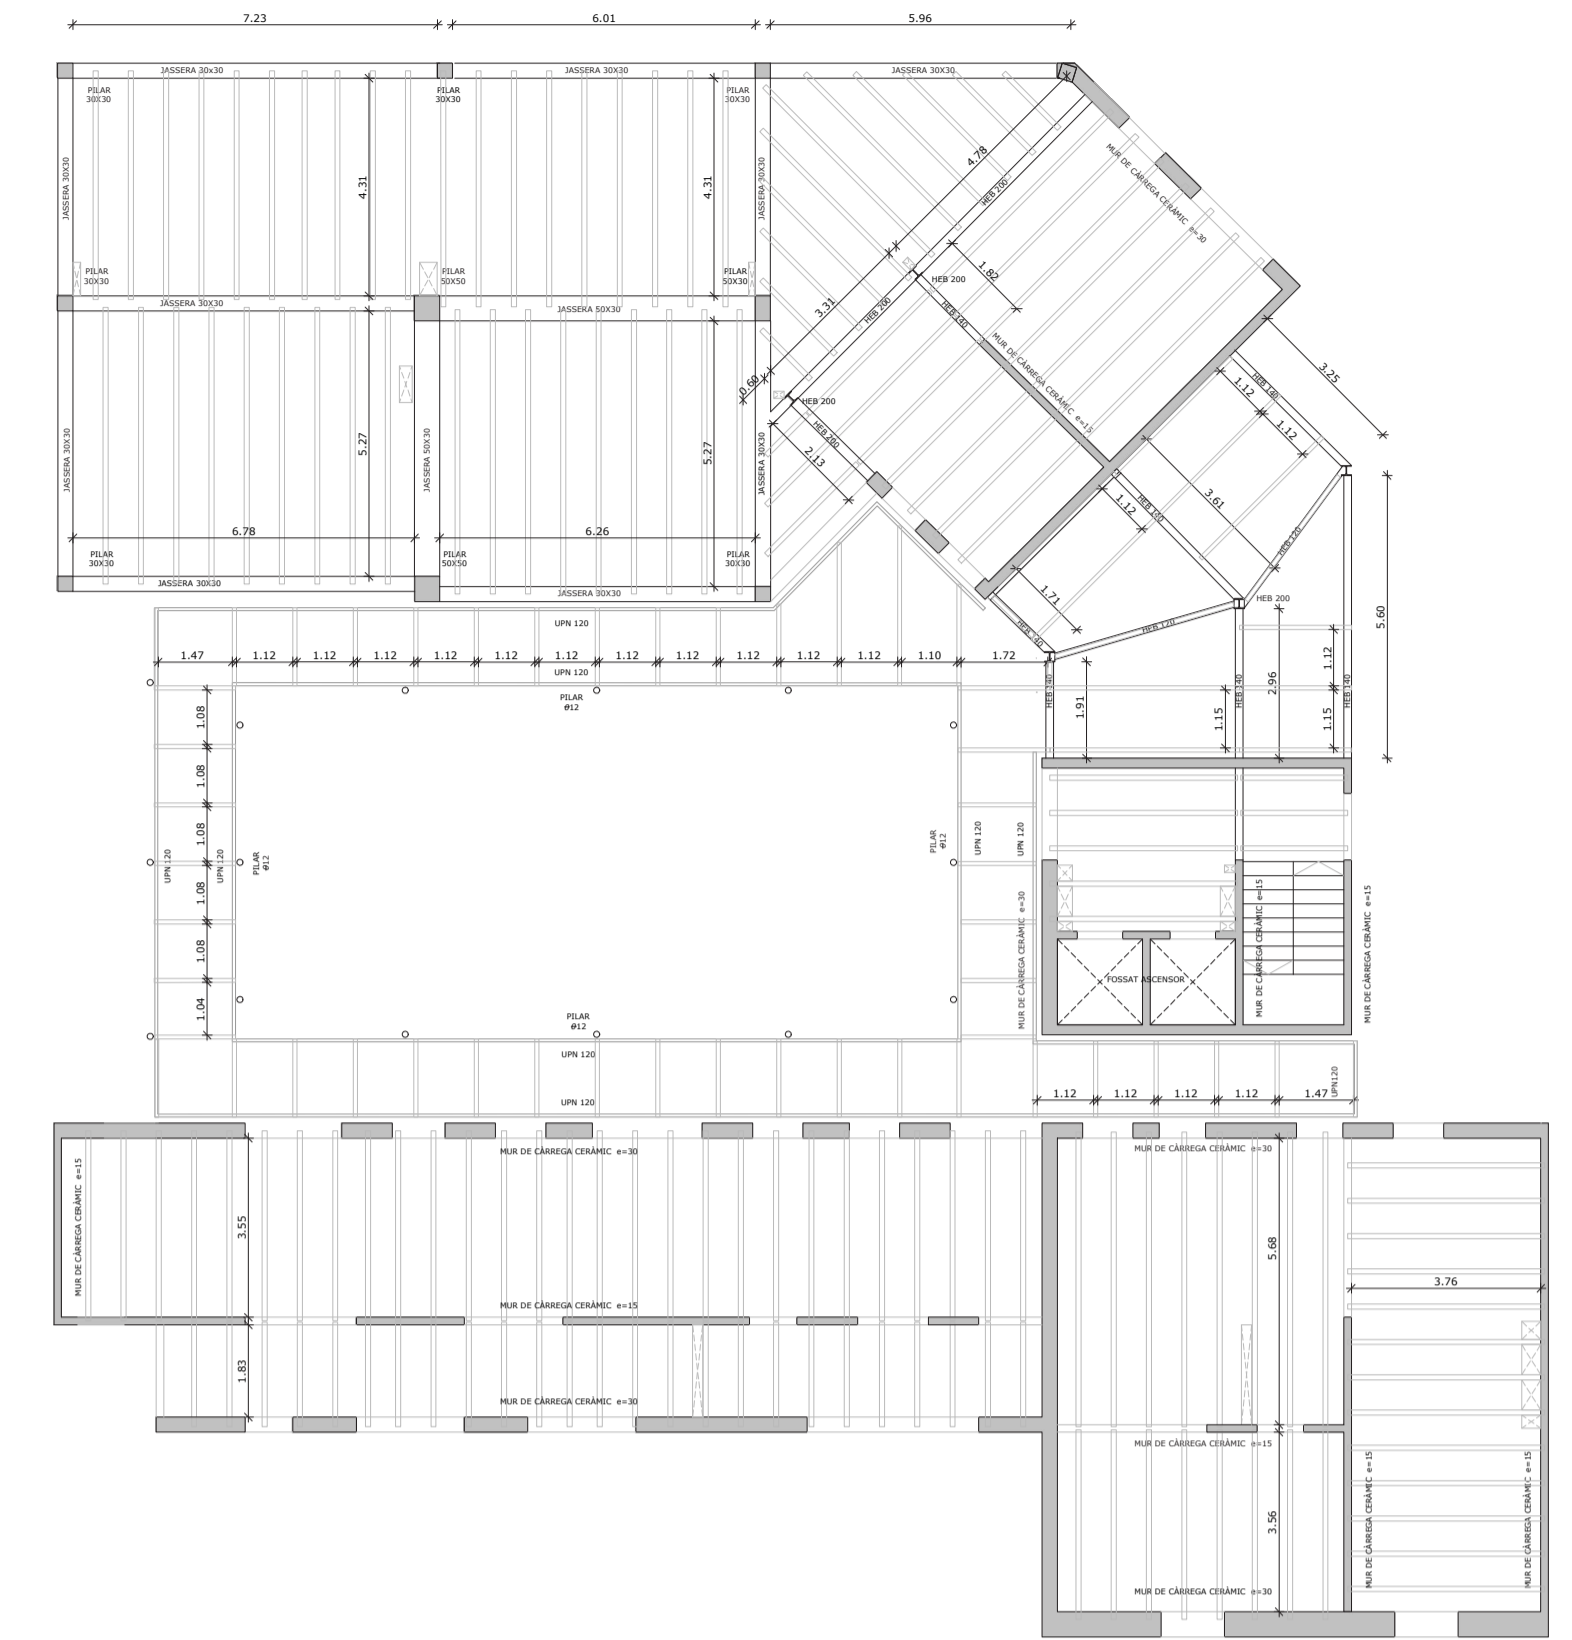 7.23
6.01
5.96
JASSERA 30x30
JASSERA 30X30
JASSERA 30X30
PILAR
30X30
PILAR
30X30
PILAR
30X30
JASSERA 30X30
4.31
4.31
JASSERA 30X30
4.78
HEB 200
MUR DE CÀRREGA CERÀMIC e=30
PILAR
30X30
PILAR
50X50
PILAR
50X30
JASSERA 30X30
JASSERA 50X30
3.31
HEB 200
HEB 200
1.82
HEB 140
MUR DE CÀRREGA CERÀMIC e=15
0.60
HEB 200
HEB 200
2.13
3.25
HEB 140
1.12
1.12
JASSERA 30X30
5.27
JASSERA 50X30
5.27
JASSERA 30X30
6.78
6.26
PILAR
30X30
PILAR
50X50
PILAR
30X30
JASSERA 30X30
JASSERA 30X30
1.12
HEB 140
3.61
HEB 120
HEB 200
1.71
HEB 140
HEB 120
5.60
UPN 120
1.47
1.12
1.12
1.12
1.12
1.12
1.12
1.12
1.12
1.12
1.12
1.12
1.10
1.72
UPN 120
PILAR
ø12
1.91
HEB 140
HEB 140
2.96
1.15
1.12
1.15
HEB 140
1.08
1.08
1.08
1.08
1.08
1.04
UPN 120
UPN 120
PILAR
ø12
PILAR
ø12
UPN 120
UPN 120
MUR DE CÀRREGA CERÀMIC e=30
MUR DE CÀRREGA CERÀMIC e=15
MUR DE CÀRREGA CERÀMIC e=15
FOSSAT ASCENSOR
PILAR
ø12
UPN 120
UPN 120
1.12
1.12
1.12
1.12
1.47
UPN120
MUR DE CÀRREGA CERÀMIC e=30
MUR DE CÀRREGA CERÀMIC e=30
MUR DE CÀRREGA CERÀMIC e=15
3.55
5.68
3.76
MUR DE CÀRREGA CERÀMIC e=15
1.83
MUR DE CÀRREGA CERÀMIC e=30
MUR DE CÀRREGA CERÀMIC e=15
3.56
MUR DE CÀRREGA CERÀMIC e=15
MUR DE CÀRREGA CERÀMIC e=15
MUR DE CÀRREGA CERÀMIC e=30